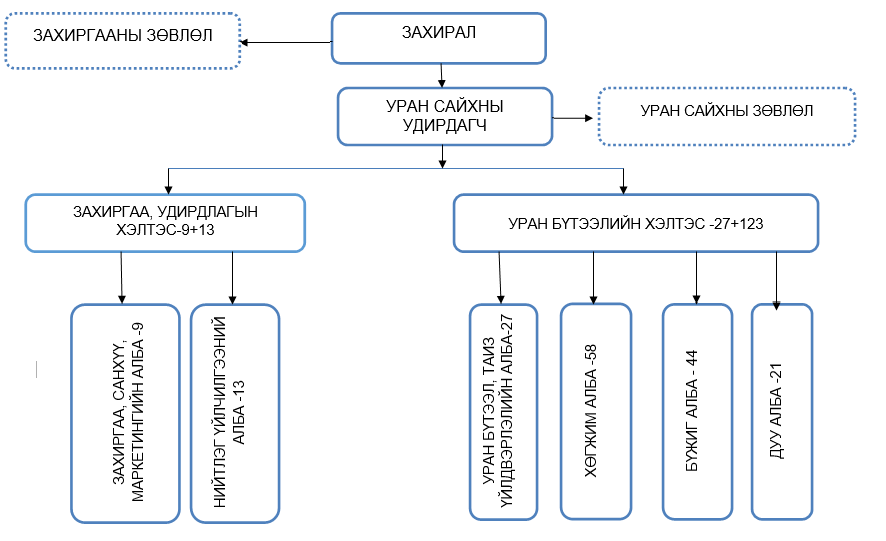 ЗАХИРГААНЫ ЗӨВЛӨЛ
ЗАХИРАЛ
УРАН САЙХНЫ
УДИРДАГЧ
УРАН САЙХНЫ ЗӨВЛӨЛ
ЗАХИРГАА, УДИРДЛАГЫН
ХЭЛТЭС-9+13
УРАН БҮТЭЭЛИЙН ХЭЛТЭС -27+123
ЗАХИРГАА, САНХҮҮ,
МАРКЕТИНГИЙН АЛБА -9
НИЙТЛЭГ ҮЙЛЧИЛГЭЭНИЙ
АЛБА -13
УРАН БҮТЭЭЛ, ТАИЗ
ҮЙЛДВЭРЛЭЛИЙН АЛБА-27
ХӨГЖИМ АЛБА -58
БҮЖИГ АЛБА - 44
ДУУ АЛБА -21